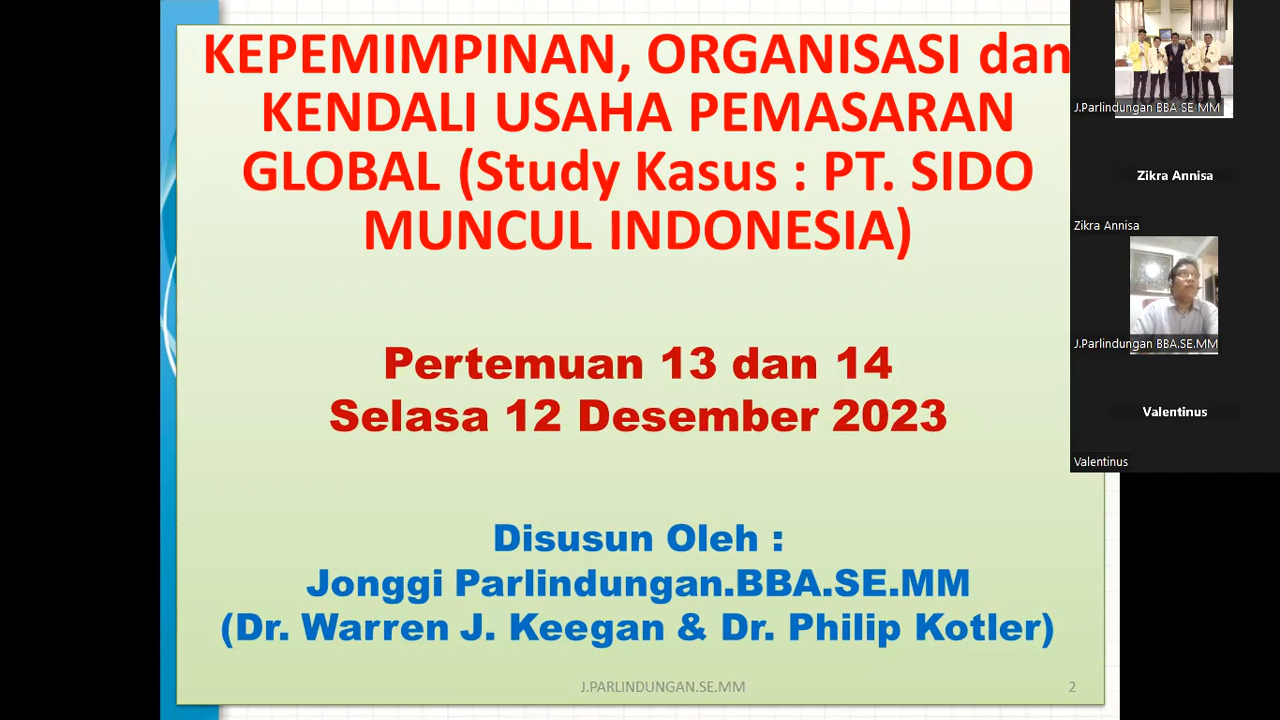 KEPEMIMPINAN, ORGANISASI dan
KENDALI USAHA PEMASARAN
GLOBAL (Study Kasus : PT. SIDO
MUNCUL INDONESIA)
Pertemuan 13 dan 14
Selasa 12 Desember 2023
Disusun Oleh :
Jonggi Parlindungan.BBA.SE.MM
(Dr. Warren J. Keegan & Dr. Philip Kotler)
J.PARLINDUNGAN.SE.MM
2
J.Parlindungan BBA SE MM
Zikra Annisa
Zikra Annisa
J.Parlindungan BBA.SE.MM
Valentinus
Valentinus